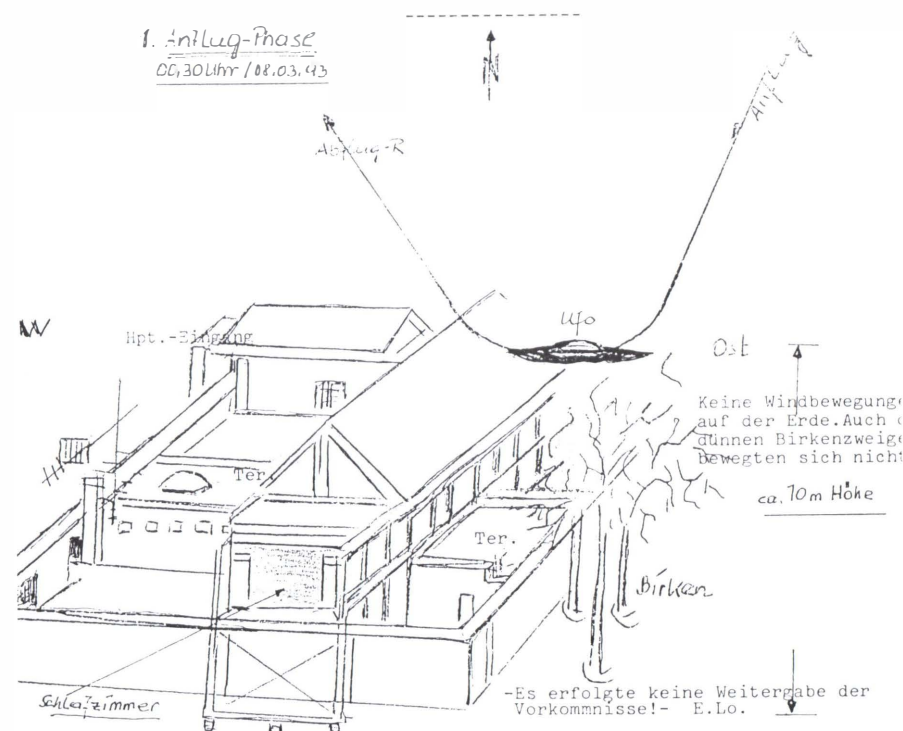 1. Anflug-Phase
00,30 Uhr / 08.03.43
N
Anflug
Abflug-R
W
Hpt.-Eingang
Ufo
Ost
Keine Windbewegunge
auf der Erde.Auch d
dünnen Birkenzweige
bewegten sich nicht
ca. 10m Höhe
Ter.
Ter.
Birken
Schlafzimmer
-Es erfolgte keine Weitergabe der
Vorkommnisse!- E.Lo.